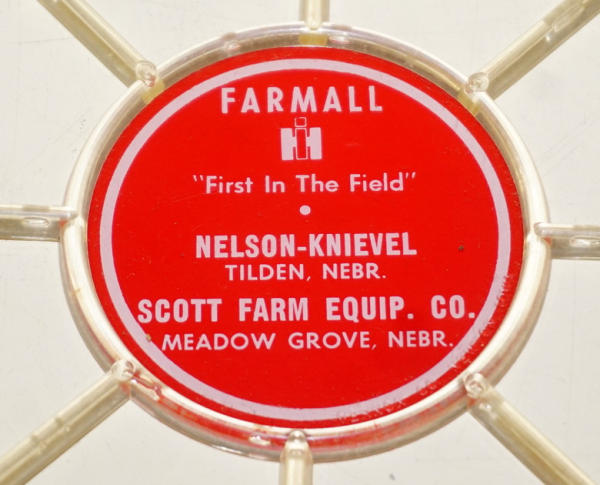 FARMALL
IH
"First In The Field"
NELSON-KNIEVEL
TILDEN, NEBR.
SCOTT FARM EQUIP. CO.
MEADOW GROVE, NEBR.